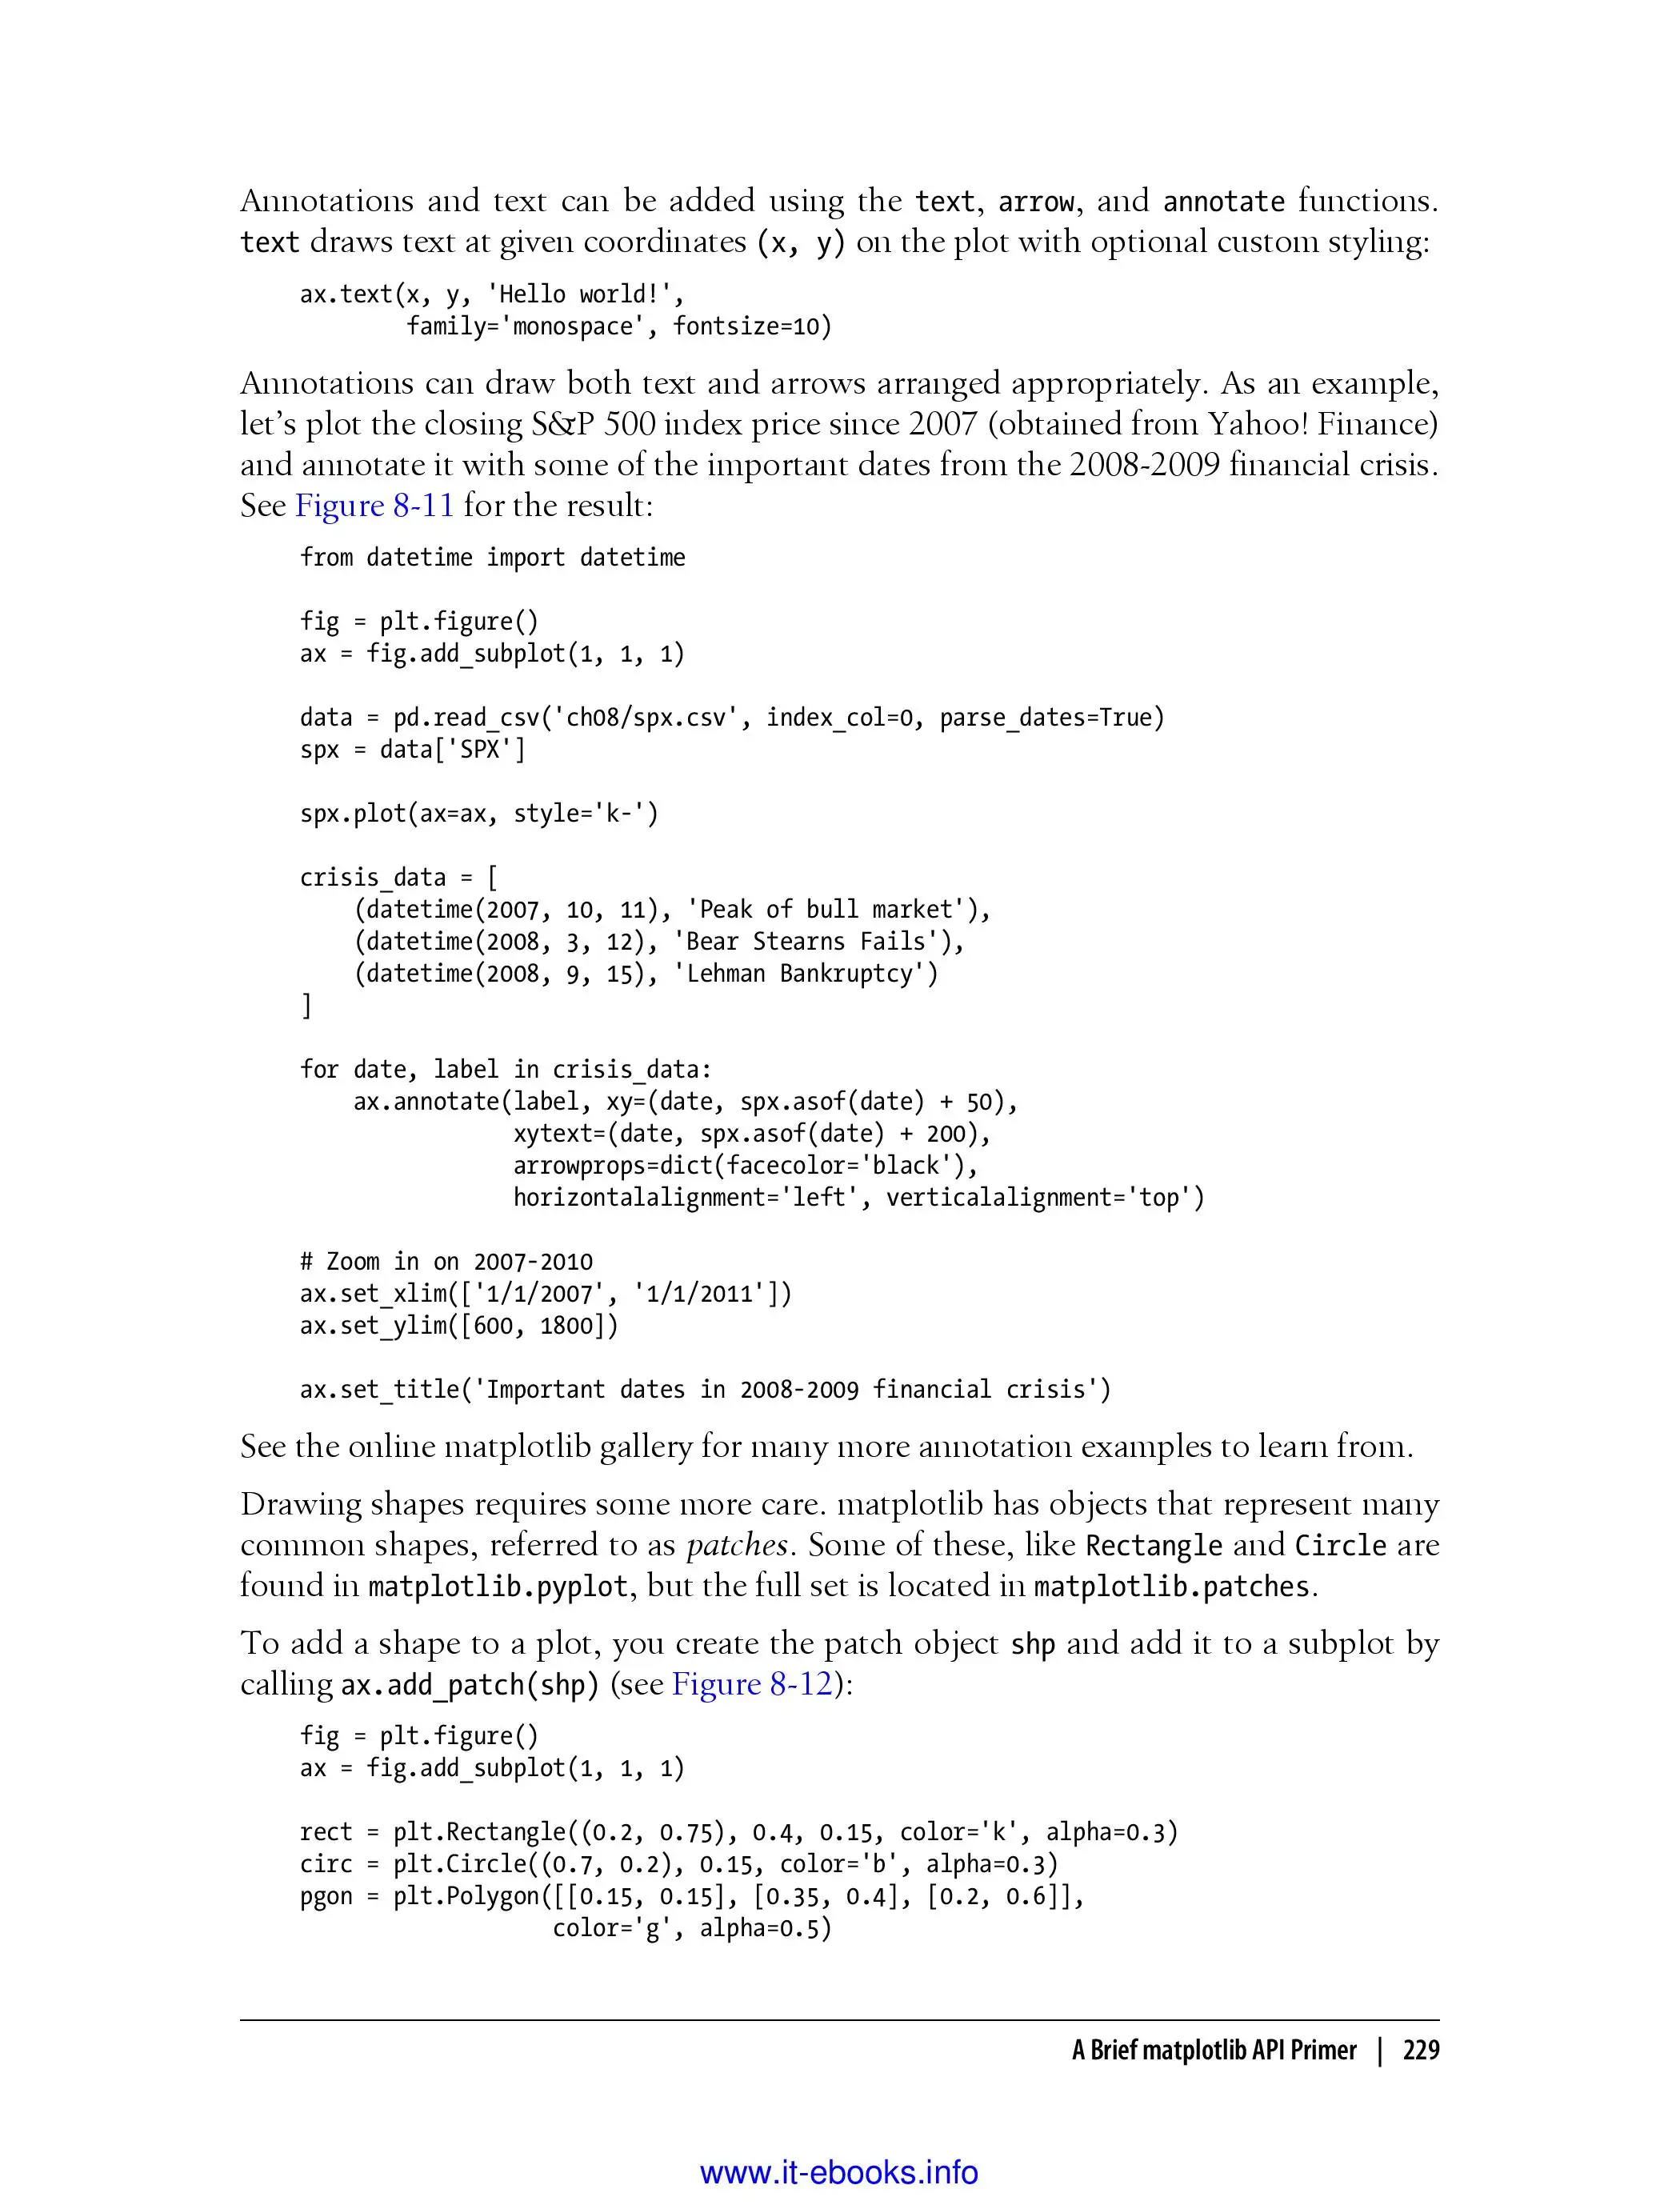 Annotations and text can be added using the text, arrow, and annotate functions.
text draws text at given coordinates (x, y) on the plot with optional custom styling:
ax.text(x, y, 'Hello world!',
        family='monospace', fontsize=10)
Annotations can draw both text and arrows arranged appropriately. As an example,
let's plot the closing S&P 500 index price since 2007 (obtained from Yahoo! Finance)
and annotate it with some of the important dates from the 2008-2009 financial crisis.
See Figure 8-11 for the result:
from datetime import datetime
fig = plt.figure()
ax = fig.add_subplot(1, 1, 1)
data = pd.read_csv('ch08/spx.csv', index_col=0, parse_dates=True)
spx = data['SPX']
spx.plot(ax=ax, style='k-')
crisis_data = [
    (datetime(2007, 10, 11), 'Peak of bull market'),
    (datetime(2008, 3, 12), 'Bear Stearns Fails'),
    (datetime(2008, 9, 15), 'Lehman Bankruptcy')
]
for date, label in crisis_data:
    ax.annotate(label, xy=(date, spx.asof(date) + 50),
                xytext=(date, spx.asof(date) + 200),
                arrowprops=dict(facecolor='black'),
                horizontalalignment='left', verticalalignment='top')
# Zoom in on 2007-2010
ax.set_xlim(['1/1/2007', '1/1/2011'])
ax.set_ylim([600, 1800])
ax.set_title('Important dates in 2008-2009 financial crisis')
See the online matplotlib gallery for many more annotation examples to learn from.
Drawing shapes requires some more care. matplotlib has objects that represent many
common shapes, referred to as patches. Some of these, like Rectangle and Circle are
found in matplotlib.pyplot, but the full set is located in matplotlib.patches.
To add a shape to a plot, you create the patch object shp and add it to a subplot by
calling ax.add_patch(shp) (see Figure 8-12):
fig = plt.figure()
ax = fig.add_subplot(1, 1, 1)
rect = plt.Rectangle((0.2, 0.75), 0.4, 0.15, color='k', alpha=0.3)
circ = plt.Circle((0.7, 0.2), 0.15, color='b', alpha=0.3)
pgon = plt.Polygon([[0.15, 0.15], [0.35, 0.4], [0.2, 0.6]],
                   color='g', alpha=0.5)
A Brief matplotlib API Primer | 229
www.it-ebooks.info